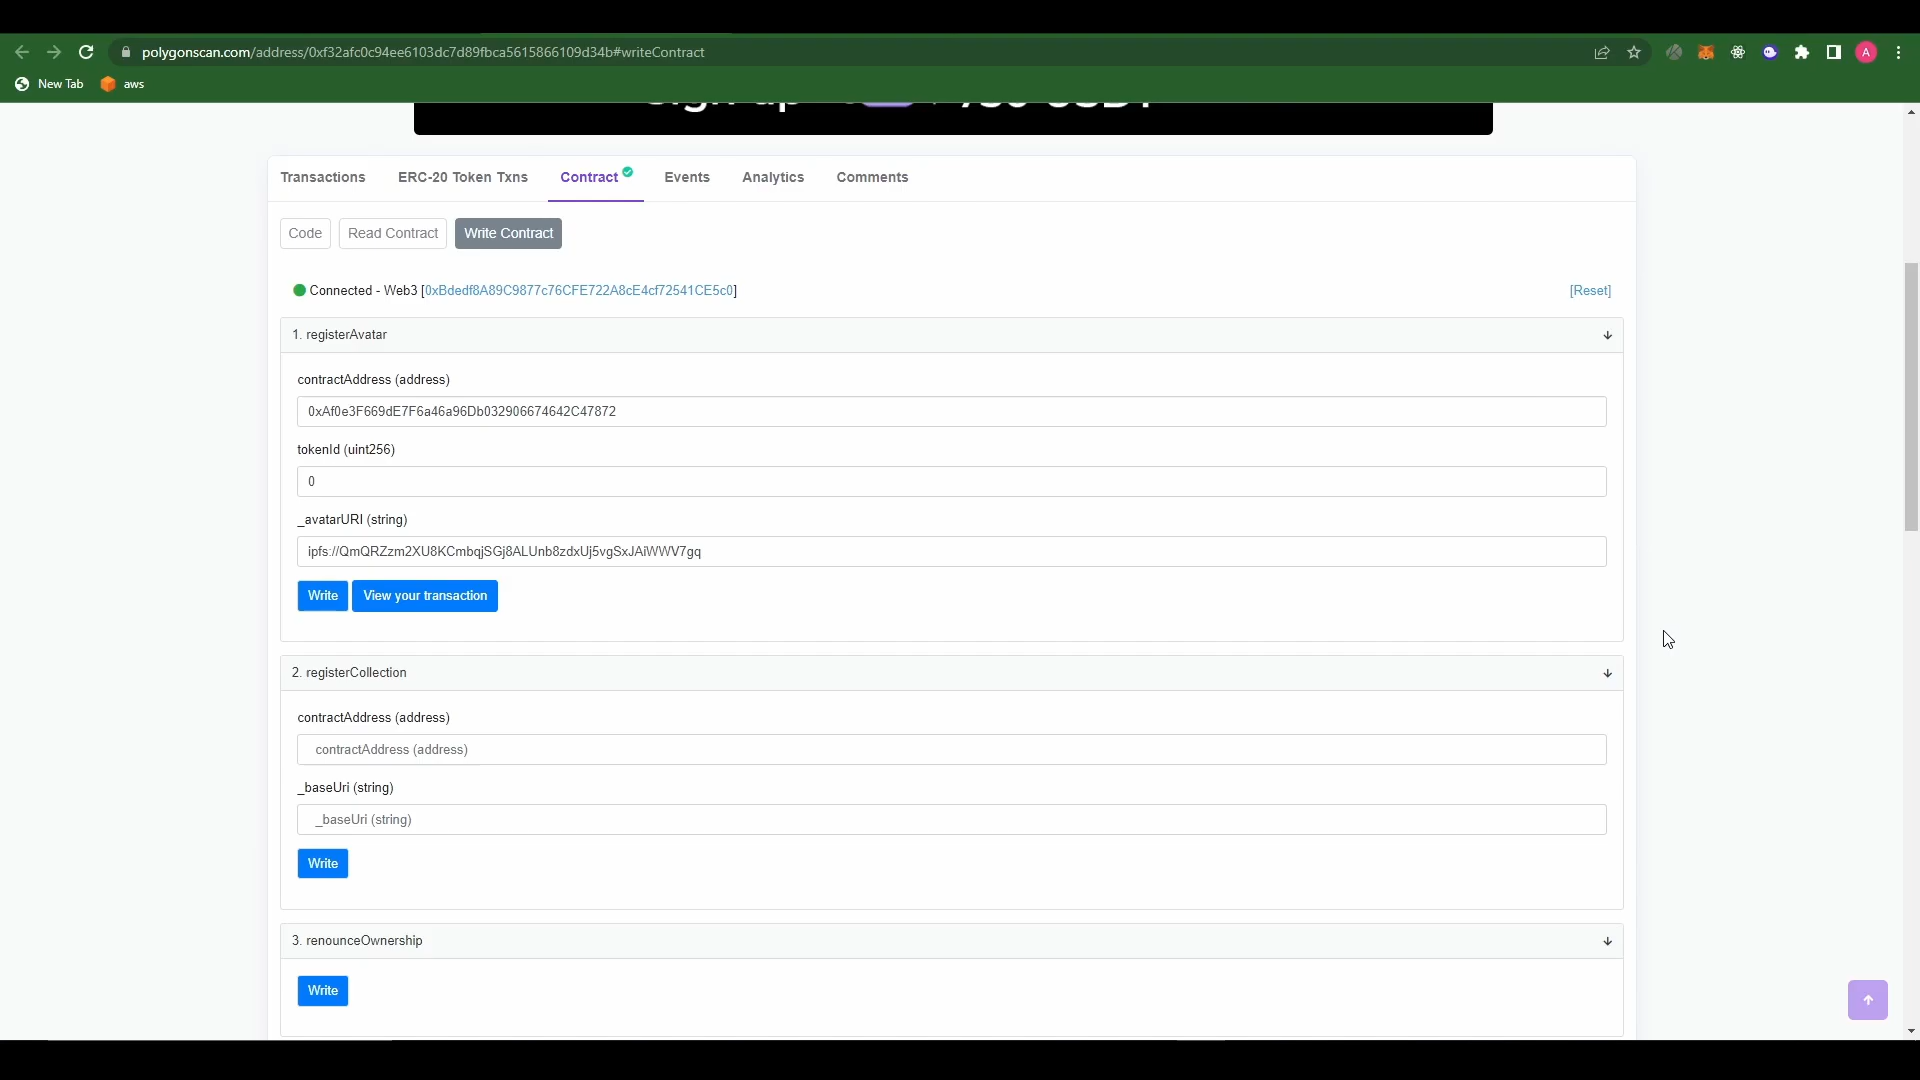 polygonscan.com/address/0xf32afc0c94ee6103dc7d89fbca5615866109d34b#writeContract
A
New Tab
aws
Sign up
Transactions
ERC-20 Token Txns
Contract
Events
Analytics
Comments
Code
Read Contract
Write Contract
Connected - Web3 [0xBdedf8A89C9877c76CFE722A8cE4cf72541CE5c0]
[Reset]
1. registerAvatar
contractAddress (address)
0xAf0e3F669dE7F6a46a96Db032906674642C47872
tokenId (uint256)
0
_avatarURI (string)
ipfs://QmQRZzm2XU8KCmbqjSGj8ALUnb8zdxUj5vgSxJAiWWV7gq
Write
View your transaction
2. registerCollection
contractAddress (address)
contractAddress (address)
_baseUri (string)
_baseUri (string)
Write
3. renounceOwnership
Write